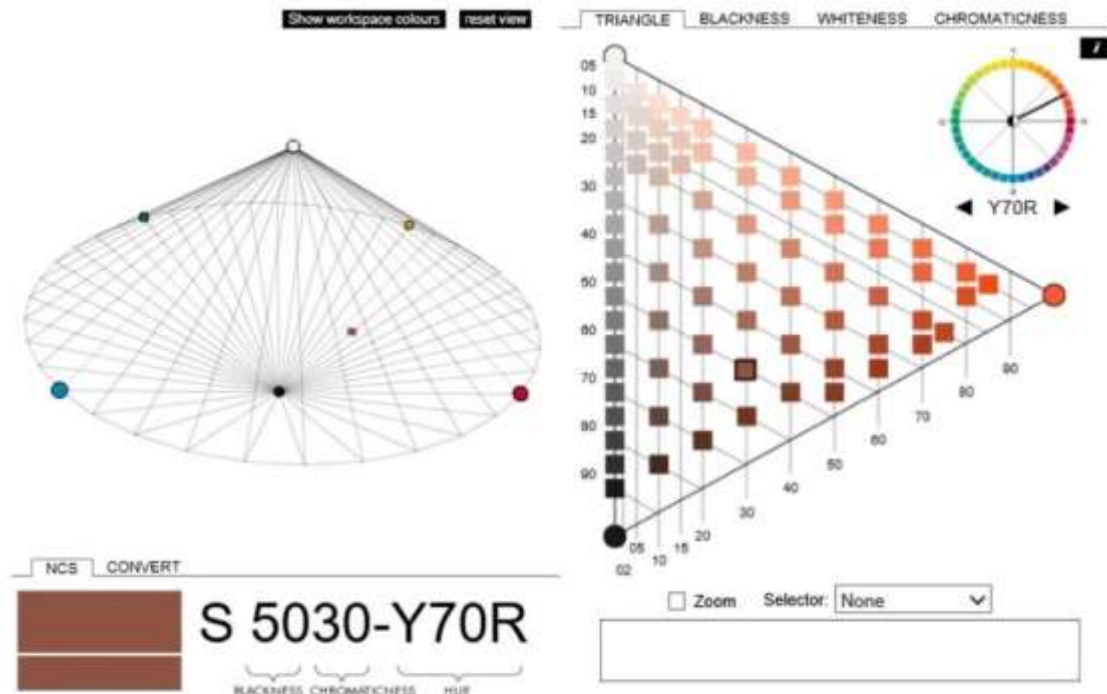 Show workspace colours reset view
TRIANGLE BLACKNESS WHITENESS CHROMATICNESS
i
Y70R
05
10
15
20
30
40
50
60
70
80
90
90
80
70
60
50
40
30
20
15
10
05
02
NCS CONVERT
S 5030-Y70R
BLACKNESS CHROMATICNESS HUE
Zoom Selector: None